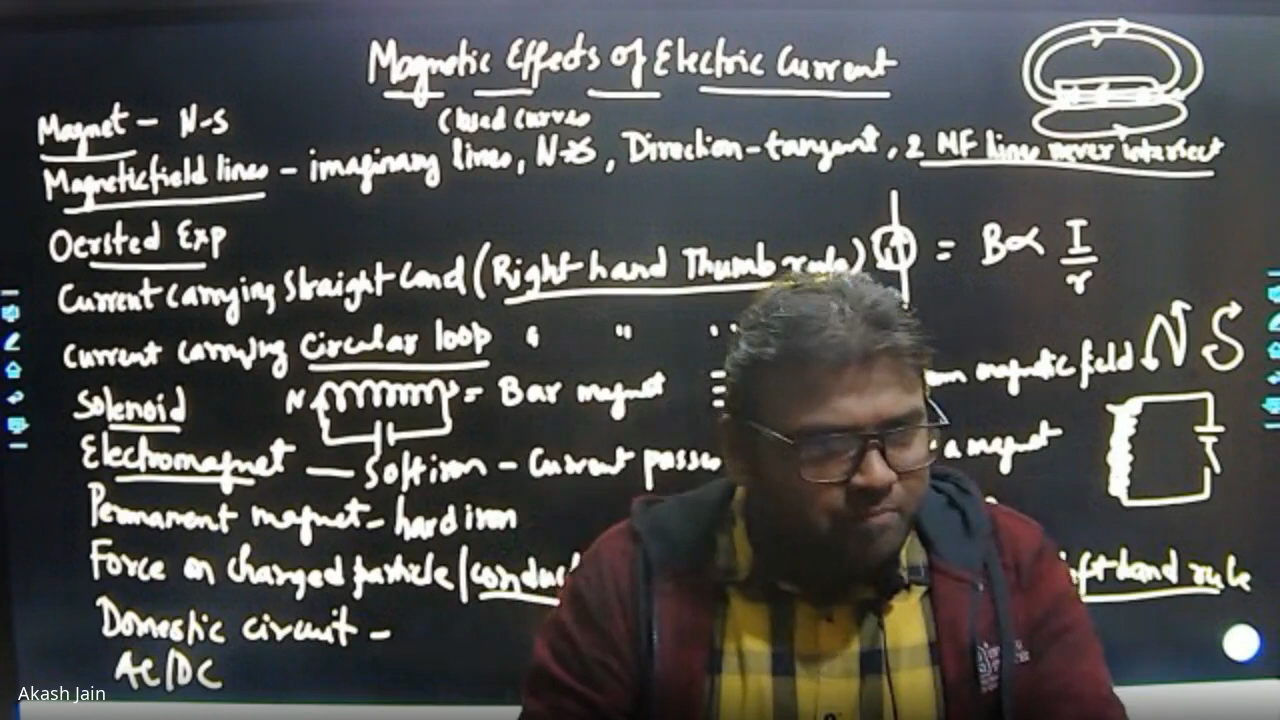 Magnetic Effects of Electric Current
Magnet - N-S
Closed curves
Magnetic field lines - imaginary lines, N→S, Direction - tangent, 2 MF lines never intersect
Oersted Exp
Current carrying straight Cond (Right hand Thumb rule) = B∝ I/r
Current carrying circular loop " " " N S
Solenoid N = Bar magnet = magnetic field
Electromagnet — Soft iron - Current passes a magnet
Permanent magnet - hard iron
Force on charged particle / hand rule
Domestic circuit -
AC/DC
Akash Jain